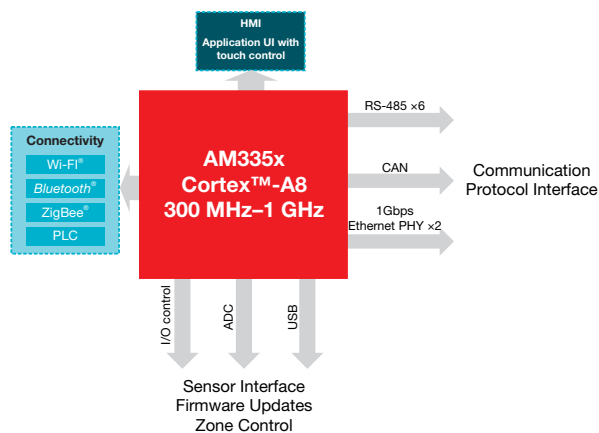 HMI
Application UI with
touch control
Connectivity
Wi-FI®
Bluetooth®
ZigBee®
PLC
AM335x
Cortex™-A8
300 MHz–1 GHz
RS-485 ×6
CAN
1Gbps
Ethernet PHY ×2
Communication
Protocol Interface
I/O control
ADC
USB
Sensor Interface
Firmware Updates
Zone Control